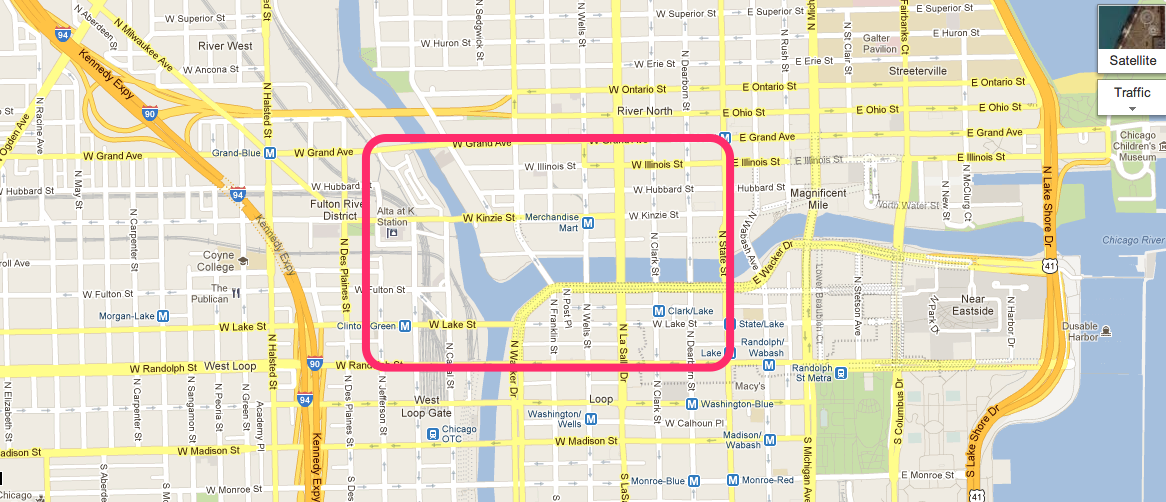 W Superior St
E Superior St
N Aberdeen St
N Milwaukee Ave
N Sedgwick St
N Wells St
Fairbanks Ct
94
River West
W Huron St
N Rush St
N St Clair St
Galter
Pavilion
E Huron St
Satellite
Kennedy Expy
W Ancona St
W Erie St
E Erie St
Streeterville
Traffic
N Halsted St
N Dearborn St
W Ontario St
E Ontario St
E Ontario St
90
River North
E Ohio St
E Ohio St
E Ohio St
N Racine Ave
Ogden Ave
W Grand Ave
Grand-Blue
M
W Grand Ave
W Grand Ave
M
E Grand Ave
E Grand Ave
Chicago
Children's
Museum
W Illinois St
W Illinois St
E Illinois St
E Illinois St
E Illinois St
N May St
Hubbard St
94
W Hubbard St
W Hubbard St
Hubbard St
Fulton River
District
Magnificent
Mile
North Water St
N New St
N McClurg Ct
N Lake Shore Dr
Alta at K
Station
W Kinzie St
Merchandise
Mart
M
W Kinzie St
N Wabash Ave
N Carpenter St
Kennedy Expy
Coyne
College
roll Ave
N Des Plaines St
N Clark St
N State St
E Wacker Dr
Chicago River
41
The
Publican
W Fulton St
N Post Pl
N Franklin St
N Wells St
Lower Beaubien Ct
N Stetson Ave
N Park D
Near
Eastside
N Harbor Dr
Morgan-Lake
M
Clark/Lake
M
W Lake St
Clinton-Green
M
W Lake St
W Lake St
State/Lake
Dusable
Harbor
N La Salle Dr
N Dearborn St
N Wacker Dr
N Canal St
Lake
M
Randolph/
Wabash
M
W Randolph St
West Loop
90
W Randolph St
Randolph
St Metra
N Halsted St
N Elizabeth St
N Carpenter St
N Sangamon St
N Peoria St
N Green St
Academy Pl
94
N Des Plaines St
N Jefferson St
West
Loop Gate
Loop
N Clark St
Macy's
M
Washington-Blue
Washington/
Wells
M
W Calhoun Pl
Chicago
OTC
Madison/
Wabash
M
adison St
W Madison St
W Madison St
S Michigan Ave
S Columbus Dr
S Lake Shore Dr
S Aberdeen St
Kennedy Expy
S Des
S LaS
W Monroe St
Monroe-Blue
M
M
Monroe-Red
E Monroe St
41
Chicago